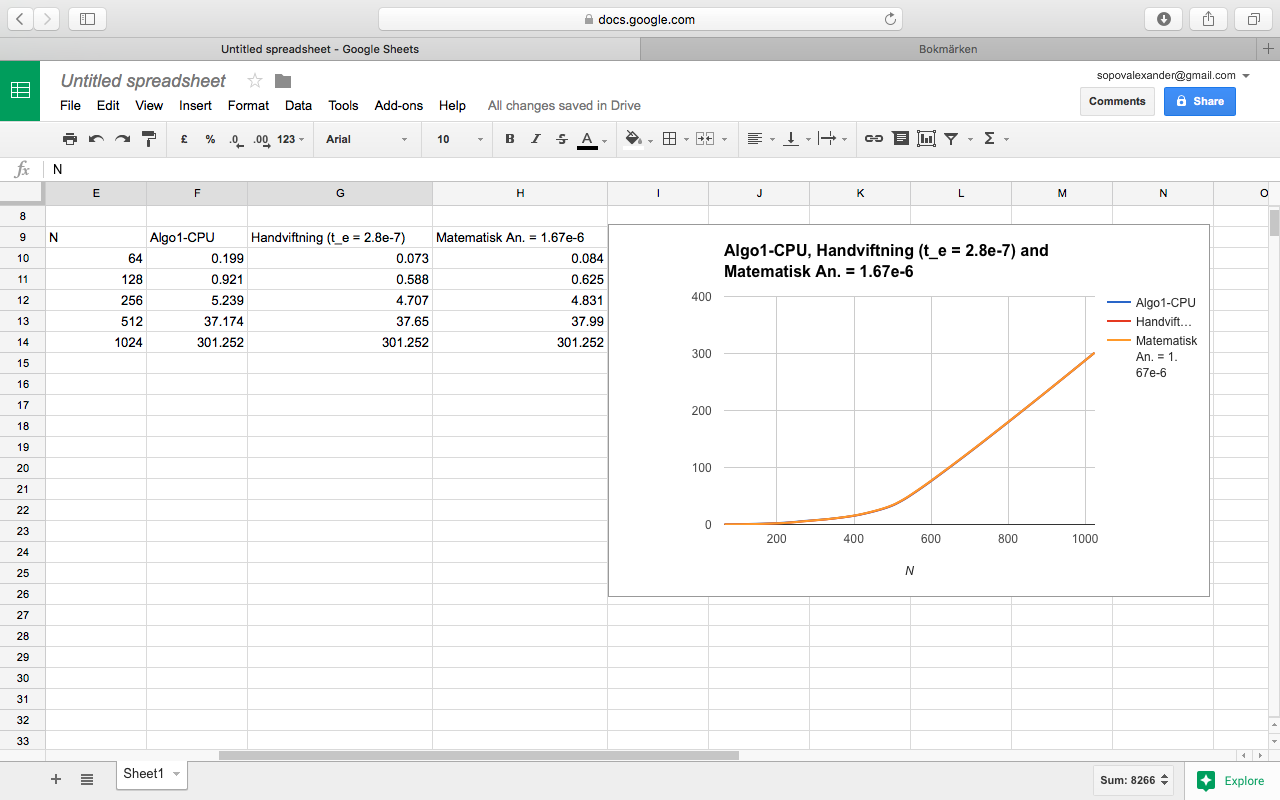 docs.google.com
Untitled spreadsheet - Google Sheets
Bokmärken
Untitled spreadsheet
sopovalexander@gmail.com
File Edit View Insert Format Data Tools Add-ons Help All changes saved in Drive
Comments Share
£ % .0 .00 123 Arial 10 B I S A Σ
fx N
E F G H I J K L M N O
8
9 N Algo1-CPU Handviftning (t_e = 2.8e-7) Matematisk An. = 1.67e-6
10 64 0.199 0.073 0.084
11 128 0.921 0.588 0.625
12 256 5.239 4.707 4.831
13 512 37.174 37.65 37.99
14 1024 301.252 301.252 301.252
15
16
17
18
19
20
21
22
23
24
25
26
27
28
29
30
31
32
33
Algo1-CPU, Handviftning (t_e = 2.8e-7) and
Matematisk An. = 1.67e-6
400
300
200
100
0
200 400 600 800 1000
N
Algo1-CPU
Handvift...
Matematisk
An. = 1.
67e-6
Sheet1
Sum: 8266
Explore